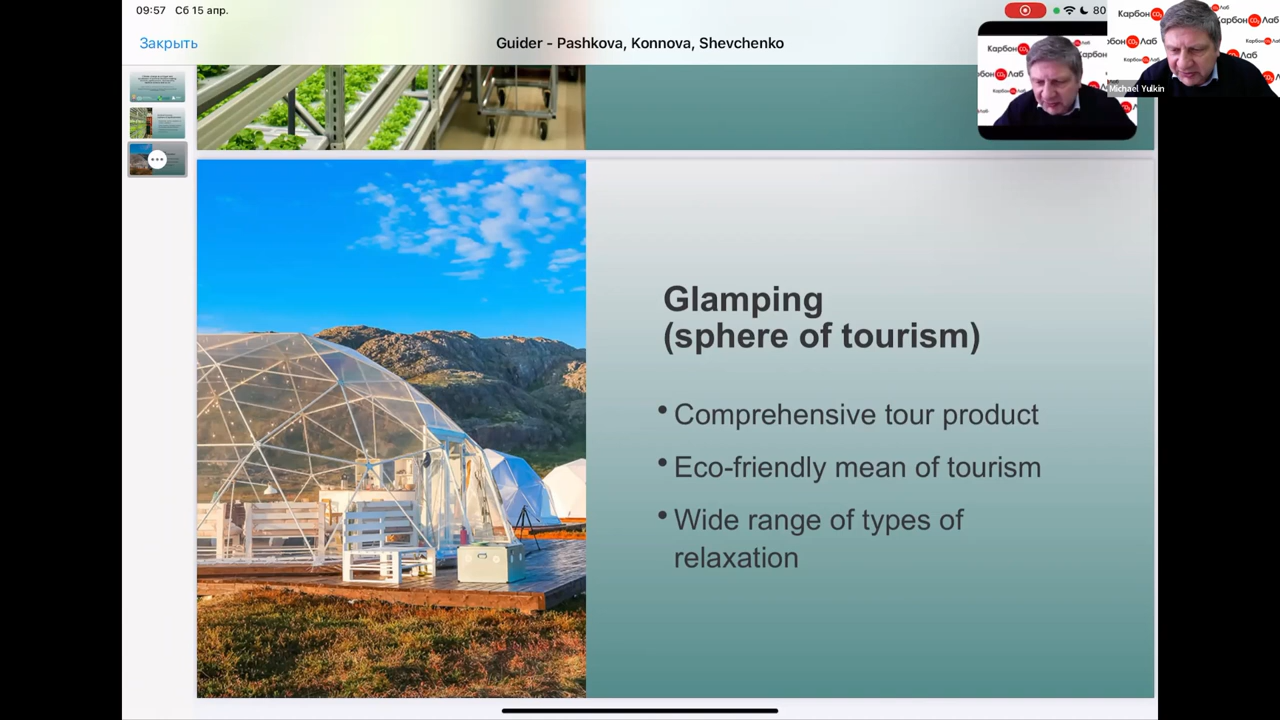 09:57 Сб 15 апр.
80
Закрыть
Guider - Pashkova, Konnova, Shevchenko
Карбон CO₂ Лаб
Michael Yulkin
Glamping
(sphere of tourism)
• Comprehensive tour product
• Eco-friendly mean of tourism
• Wide range of types of
relaxation